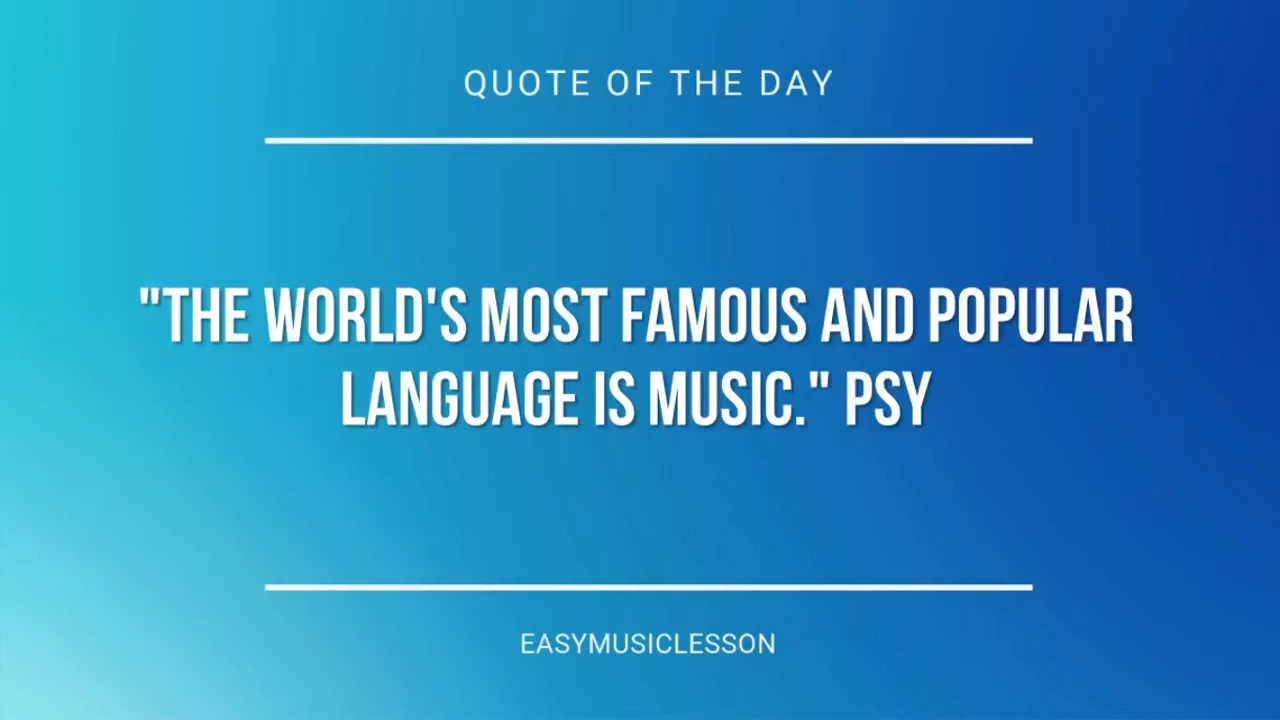 QUOTE OF THE DAY
"THE WORLD'S MOST FAMOUS AND POPULAR
LANGUAGE IS MUSIC." PSY
EASYMUSICLESSON